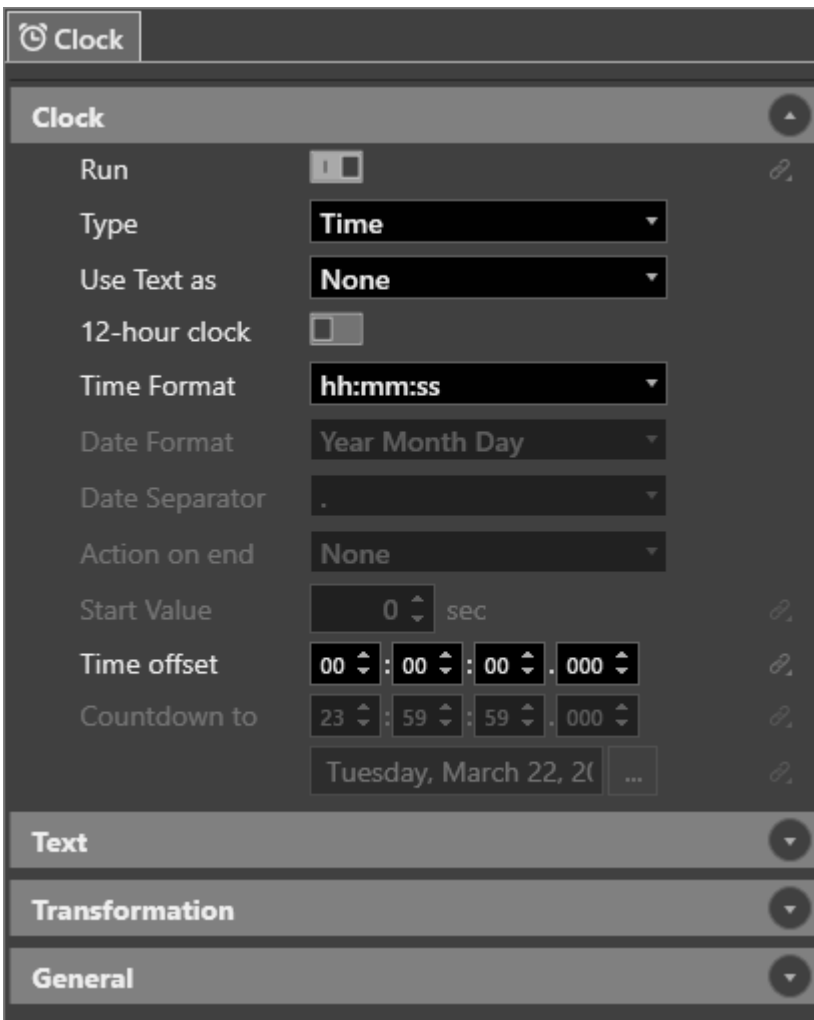 Clock
Clock
Run
Type Time
Use Text as None
12-hour clock
Time Format hh:mm:ss
Date Format Year Month Day
Date Separator .
Action on end None
Start Value 0 sec
Time offset 00 : 00 : 00 . 000
Countdown to 23 : 59 : 59 . 000
Tuesday, March 22, 20 ...
Text
Transformation
General